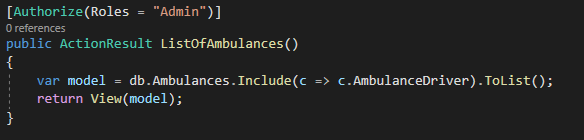 [Authorize(Roles = "Admin")]
0 references
public ActionResult ListOfAmbulances()
{
    var model = db.Ambulances.Include(c => c.AmbulanceDriver).ToList();
    return View(model);
}